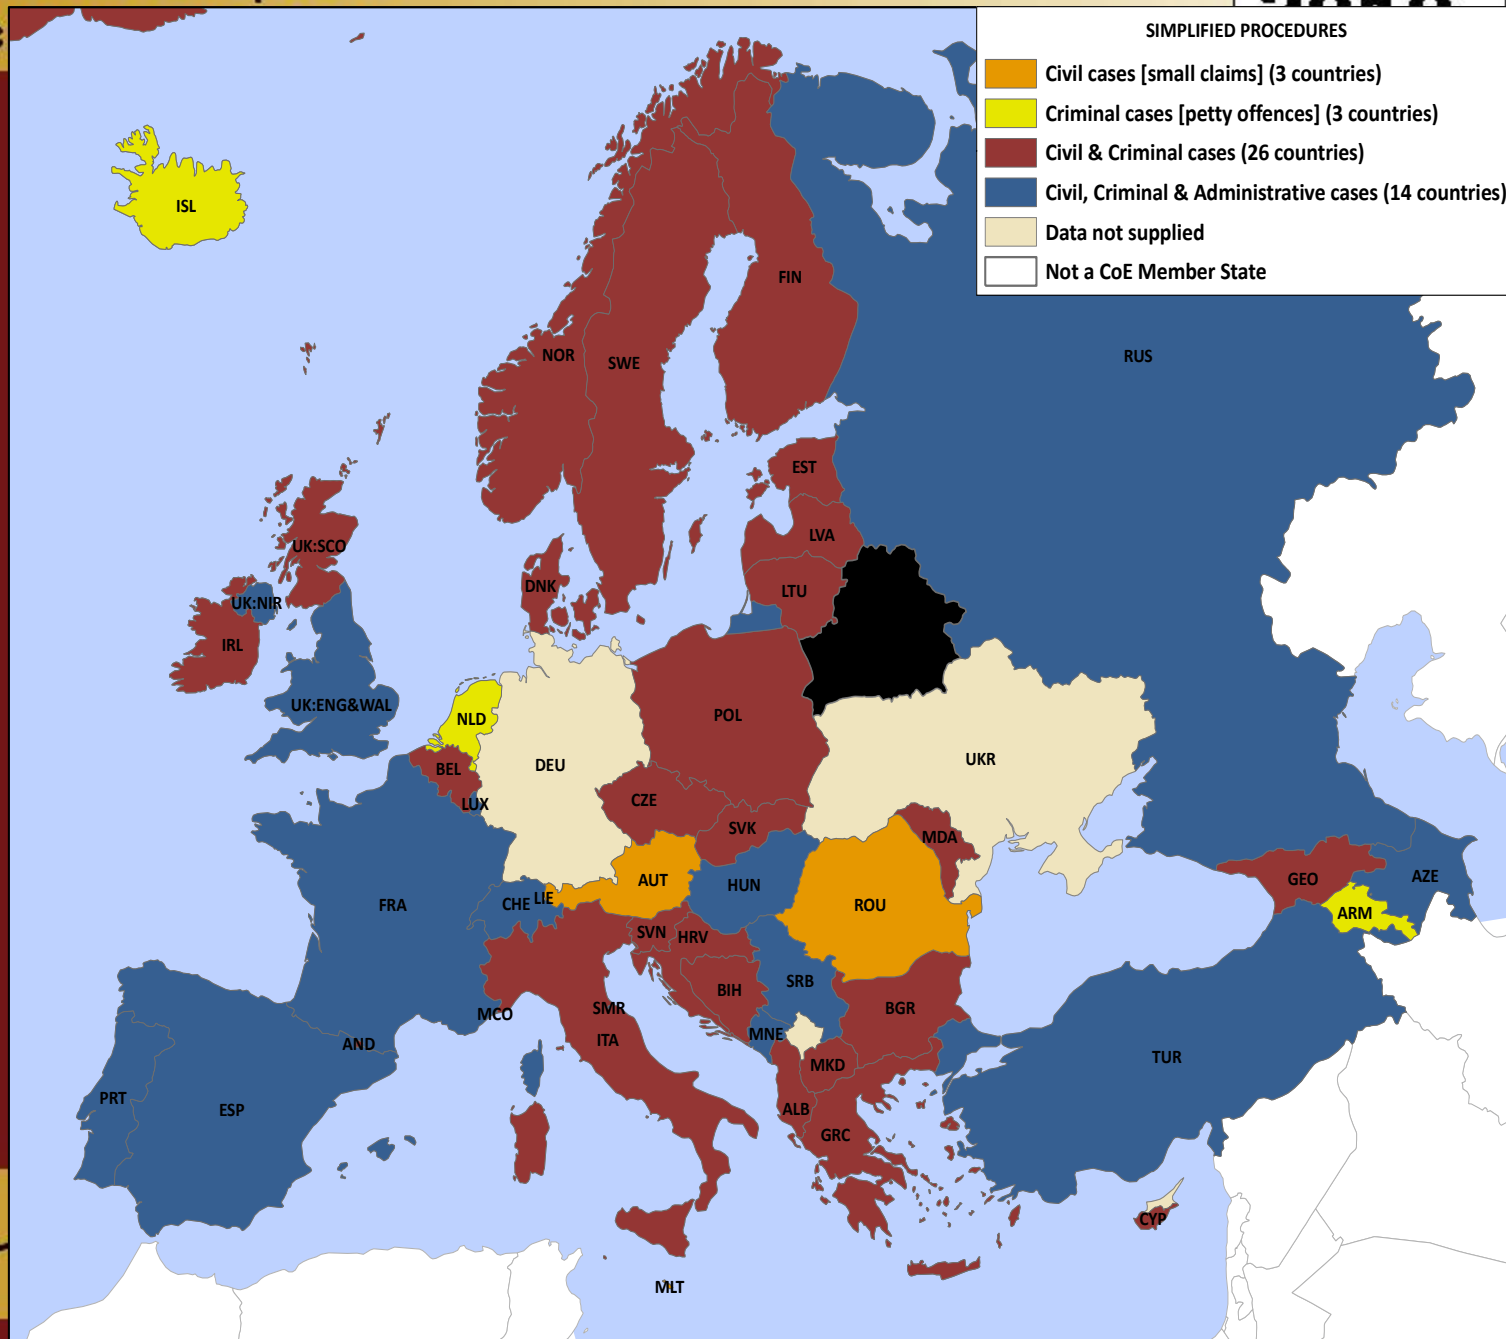 SIMPLIFIED PROCEDURES
Civil cases [small claims] (3 countries)
Criminal cases [petty offences] (3 countries)
Civil & Criminal cases (26 countries)
Civil, Criminal & Administrative cases (14 countries)
Data not supplied
Not a CoE Member State
ISL
FIN
NOR
SWE
RUS
EST
UK:SCO
LVA
DNK
LTU
UK:NIR
IRL
UK:ENG&WAL
NLD
POL
UKR
BEL
DEU
LUX
CZE
SVK
MDA
AUT
HUN
GEO
AZE
CHE
LIE
FRA
ROU
ARM
SVN
HRV
SRB
BIH
MCO
SMR
BGR
ITA
MNE
AND
MKD
TUR
PRT
ESP
ALB
GRC
CYP
MLT